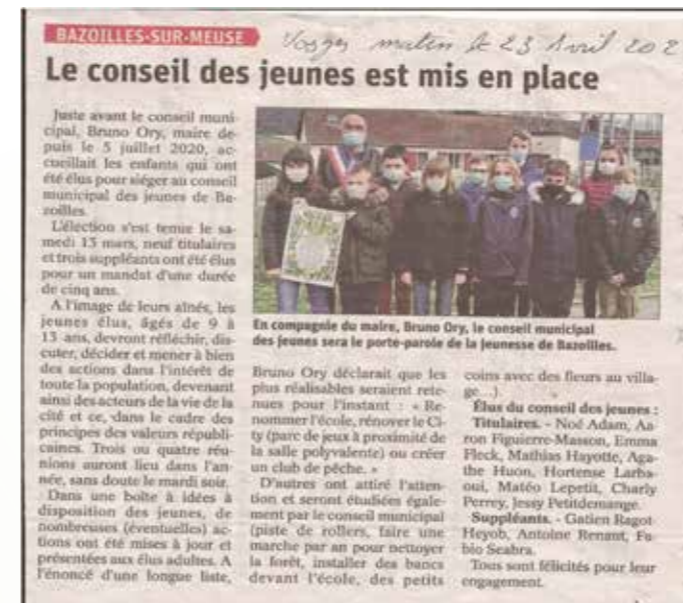 BAZOILLES-SUR-MEUSE
Vosges matin le 23 Avril 202
Le conseil des jeunes est mis en place
Juste avant le conseil muni-
cipal, Bruno Ory, maire de-
puis le 5 juillet 2020, ac-
cueillait les enfants qui ont
été élus pour siéger au conseil
municipal des jeunes de Ba-
zoilles.
L'élection s'est tenue le sa-
medi 13 mars, neuf titulaires
et trois suppléants ont été élus
pour un mandat d'une durée
de cinq ans.
A l'image de leurs aînés, les
jeunes élus, âgés de 9 à
13 ans, devront réfléchir, dis-
cuter, décider et mener à bien
des actions dans l'intérêt de
toute la population, devenant
ainsi des acteurs de la vie de la
cité et ce, dans le cadre des
principes des valeurs républi-
caines. Trois ou quatre réu-
nions auront lieu dans l'an-
née, sans doute le mardi soir.
Dans une boîte à idées à
disposition des jeunes, de
nombreuses (éventuelles) ac-
tions ont été mises à jour et
présentées aux élus adultes. A
l'énoncé d'une longue liste,
En compagnie du maire, Bruno Ory, le conseil municipal
des jeunes sera le porte-parole de la jeunesse de Bazoilles.
Bruno Ory déclarait que les
plus réalisables seraient rete-
nues pour l'instant : « Re-
nommer l'école, rénover le Ci-
ty (parc de jeux à proximité de
la salle polyvalente) ou créer
un club de pêche. »
D'autres ont attiré l'atten-
tion et seront étudiées égale-
ment par le conseil municipal
(piste de rollers, faire une
marche par an pour nettoyer
la forêt, installer des bancs
devant l'école, des petits
coins avec des fleurs au villa-
ge...)
Élus du conseil des jeunes :
Titulaires. - Noé Adam, Aa-
ron Figuierre-Masson, Emma
Fleck, Mathias Hayotte, Aga-
the Huon, Hortense Larba-
oui, Matéo Lepetit, Charly
Perrey, Jessy Petitdemange.
Suppléants. - Gatien Ragot-
Heyob, Antoine Renaut, Fa-
bio Seabra.
Tous sont félicités pour leur
engagement.